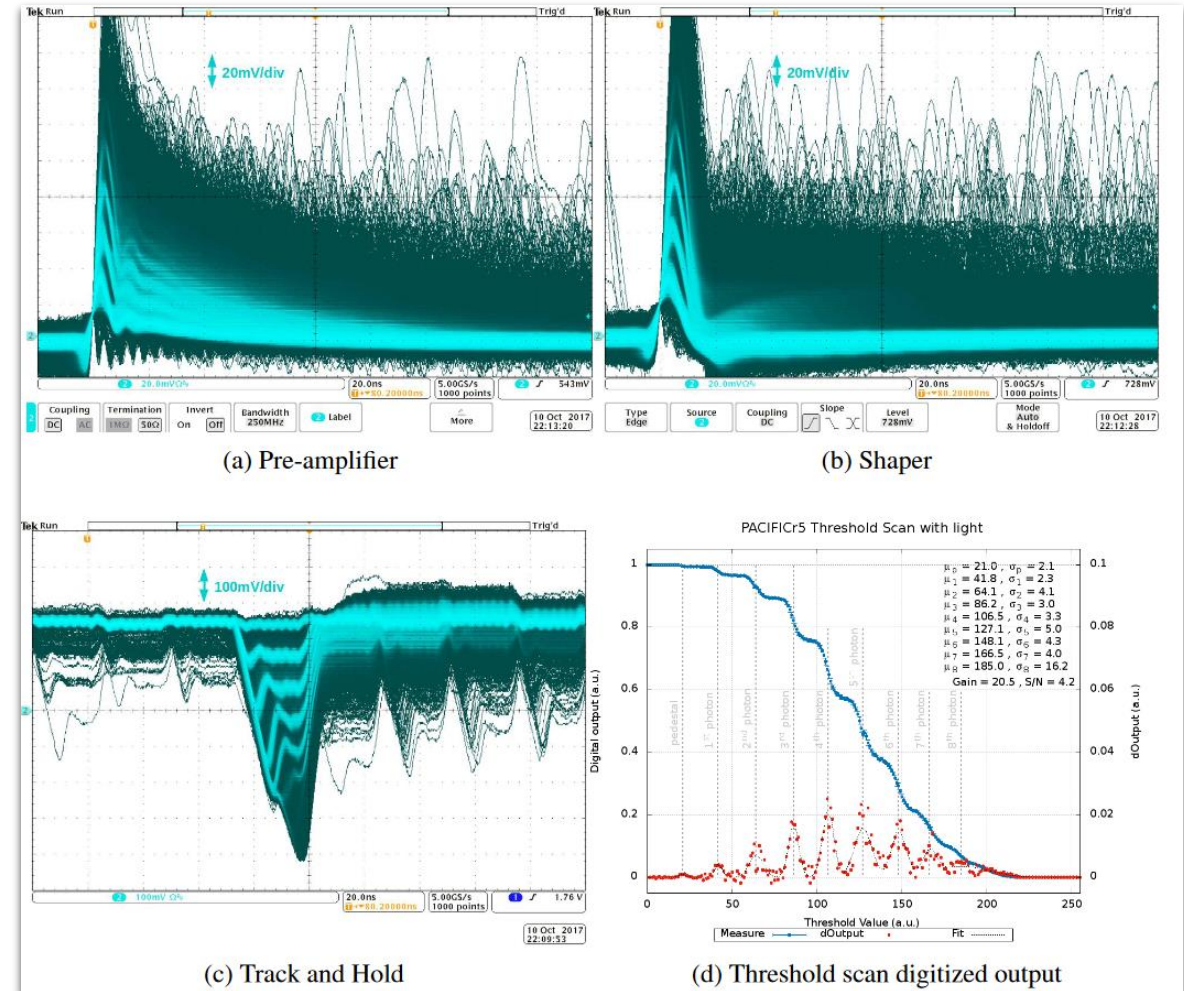 Tek Run Trig'd
20mV/div
2 20.0mVΩ 20.0ns 5.00GS/s 2 543mV
80.20000ns 1000 points
Coupling Termination Invert Bandwidth 2 Label More 10 Oct 2017
DC AC 1MΩ 50Ω On Off 250MHz 22:13:20
(a) Pre-amplifier
Tek Run Trig'd
20mV/div
2 20.0mVΩ 20.0ns 5.00GS/s 2 728mV
80.20000ns 1000 points
Type Source Coupling Slope Level Mode 10 Oct 2017
Edge 2 DC 728mV Auto 22:12:28
& Holdoff
(b) Shaper
Tek Run Trig'd
100mV/div
2 100mV Ω 20.0ns 5.00GS/s 1 1.76 V
80.20000ns 1000 points
10 Oct 2017
22:09:53
(c) Track and Hold
PACIFICr5 Threshold Scan with light
μp = 21.0 , σp = 2.1
μ1 = 41.8 , σ1 = 2.3
μ2 = 64.1 , σ2 = 4.1
μ3 = 86.2 , σ3 = 3.0
μ4 = 106.5 , σ4 = 3.3
μ5 = 127.1 , σ5 = 5.0
μ6 = 148.1 , σ6 = 4.3
μ7 = 166.5 , σ7 = 4.0
μ8 = 185.0 , σ8 = 16.2
Gain = 20.5 , S/N = 4.2
Digital output (a.u.)
1
0.8
0.6
0.4
0.2
0
pedestal
1st photon
2nd photon
3rd photon
4th photon
5th photon
6th photon
7th photon
8th photon
0.1
0.08
0.06
0.04
0.02
0
dOutput (a.u.)
0 50 100 150 200 250
Threshold Value (a.u.)
Measure dOutput Fit
(d) Threshold scan digitized output